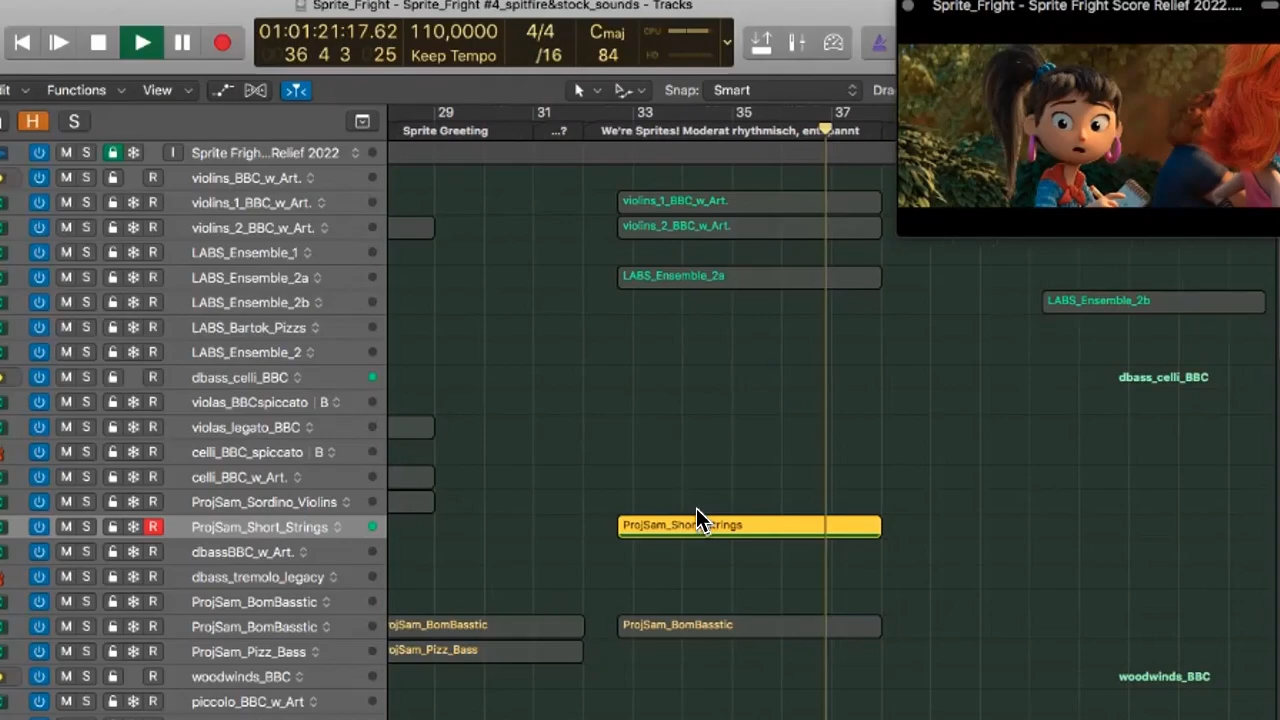 Sprite_Fright - Sprite_Fright #4_spitfire&stock_sounds - Tracks
Sprite_Fright - Sprite Fright Score Relief 2022....
01:01:21:17.62
36 4 3 25
110,0000
Keep Tempo
4/4
/16
Cmaj
84
CPU
HD
dit
Functions
View
Snap:
Smart
Dra
H
S
29
31
33
35
37
Sprite Greeting
...?
We're Sprites! Moderat rhythmisch, entspannt
M S I Sprite Frigh...Relief 2022
M S R violins_BBC_w_Art.
M S R violins_1_BBC_w_Art.
violins_1_BBC_w_Art.
M S R violins_2_BBC_w_Art.
violins_2_BBC_w_Art.
M S R LABS_Ensemble_1
M S R LABS_Ensemble_2a
LABS_Ensemble_2a
M S R LABS_Ensemble_2b
LABS_Ensemble_2b
M S R LABS_Bartok_Pizzs
M S R LABS_Ensemble_2
M S R dbass_celli_BBC
dbass_celli_BBC
M S R violas_BBCspiccato | B
M S R violas_legato_BBC
M S R celli_BBC_spiccato | B
M S R celli_BBC_w_Art.
M S R ProjSam_Sordino_Violins
M S R ProjSam_Short_Strings
ProjSam_Short_Strings
M S R dbassBBC_w_Art.
M S R dbass_tremolo_legacy
M S R ProjSam_BomBasstic
M S R ProjSam_BomBasstic
ojSam_BomBasstic
ProjSam_BomBasstic
M S R ProjSam_Pizz_Bass
ojSam_Pizz_Bass
M S R woodwinds_BBC
woodwinds_BBC
M S R piccolo_BBC_w_Art